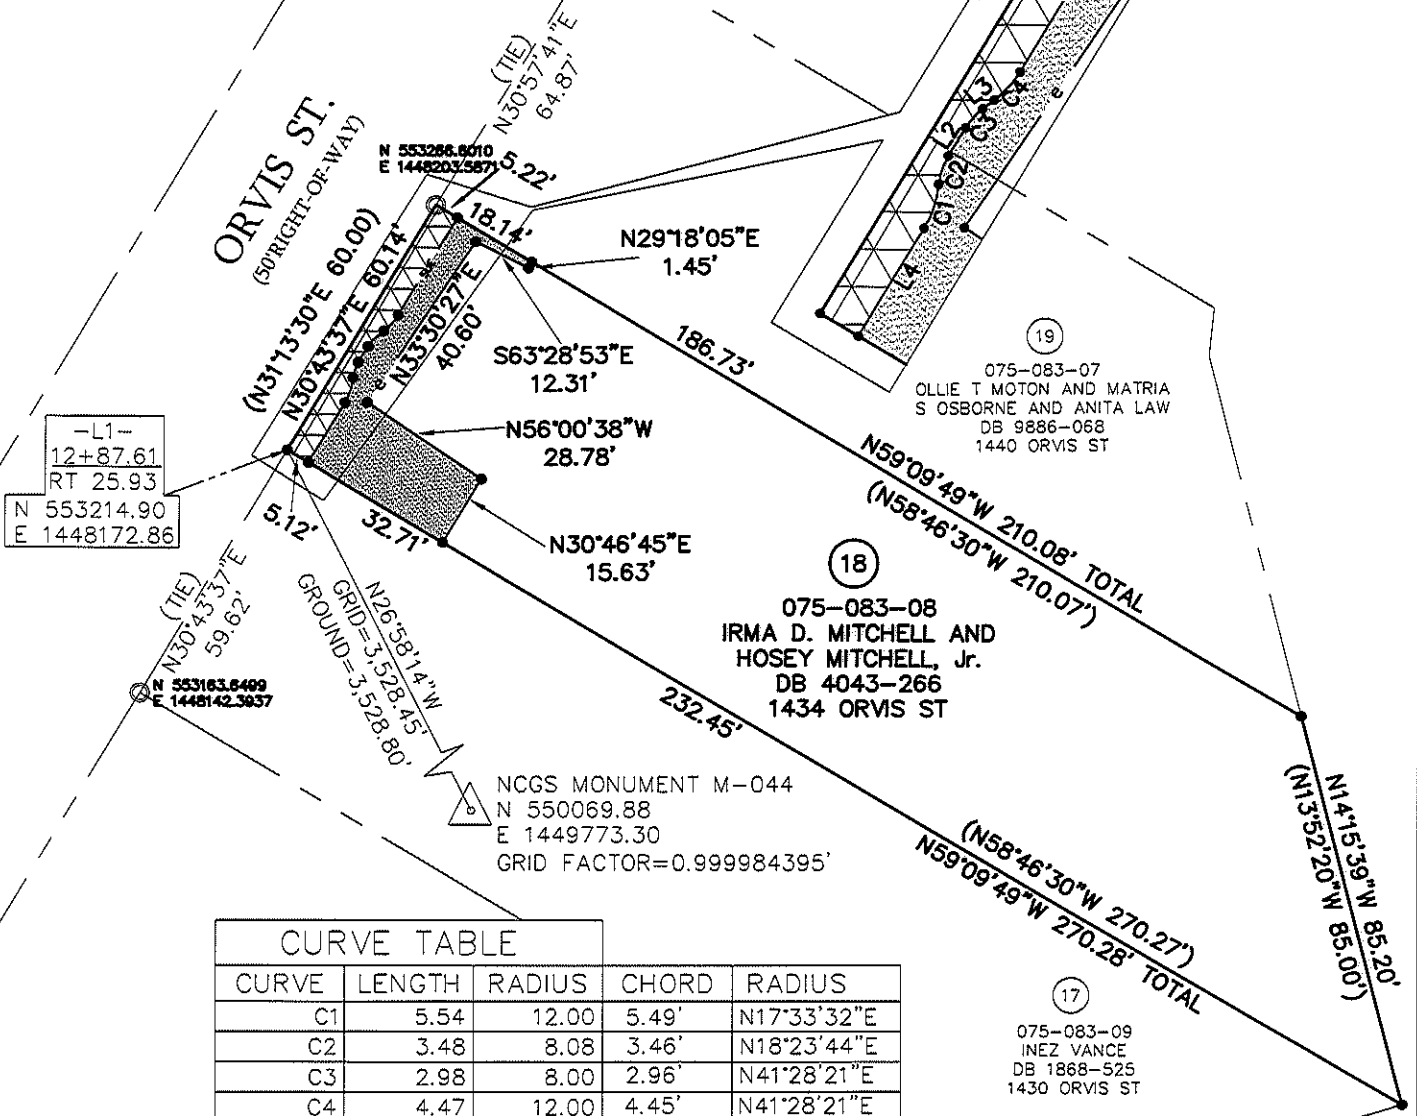 (TIE)
N30°57'41"E
64.87'
ORVIS ST.
(50'RIGHT-OF-WAY)
N 553266.6010
E 1448203.5871
5.22'
18.14'
N29°18'05"E
1.45'
(N31°13'30"E 60.00)
N30°43'37"E 60.14'
N33°30'27"E
40.60'
S63°28'53"E
12.31'
N56°00'38"W
28.78'
e
L4
C1
C2
L2
C3
L3
C4
e
186.73'
19
075-083-07
OLLIE T MOTON AND MATRIA
S OSBORNE AND ANITA LAW
DB 9886-068
1440 ORVIS ST
-L1-
12+87.61
RT 25.93
N 553214.90
E 1448172.86
5.12'
32.71'
N30°46'45"E
15.63'
N59°09'49"W 210.08' TOTAL
(N58°46'30"W 210.07')
18
075-083-08
IRMA D. MITCHELL AND
HOSEY MITCHELL, Jr.
DB 4043-266
1434 ORVIS ST
(TIE)
N30°43'37"E
59.62'
N 553163.6499
E 1448142.3937
N26°58'14"W
GRID=3,528.45'
GROUND=3,528.80'
232.45'
NCGS MONUMENT M-044
N 550069.88
E 1449773.30
GRID FACTOR=0.999984395'
(N58°46'30"W 270.27')
N59°09'49"W 270.28' TOTAL
N14°15'39"W 85.20'
(N13°52'20"W 85.00')
17
075-083-09
INEZ VANCE
DB 1868-525
1430 ORVIS ST
CURVE TABLE
CURVE LENGTH RADIUS CHORD RADIUS
C1 5.54 12.00 5.49' N17°33'32"E
C2 3.48 8.08 3.46' N18°23'44"E
C3 2.98 8.00 2.96' N41°28'21"E
C4 4.47 12.00 4.45' N41°28'21"E